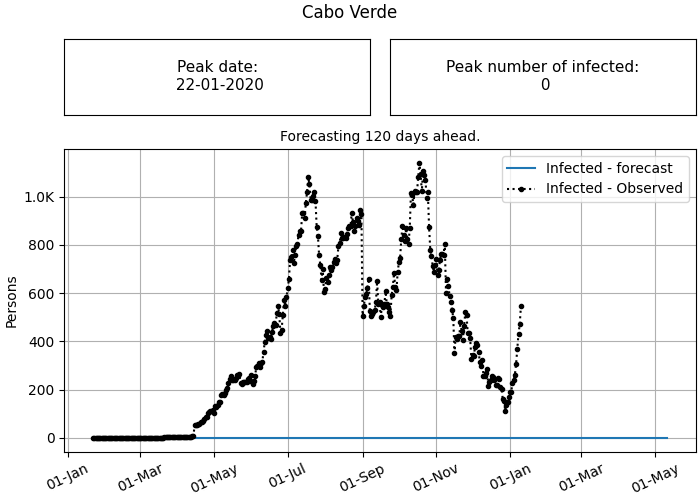 Cabo Verde
Peak date:
22-01-2020
Peak number of infected:
0
Forecasting 120 days ahead.
Infected - forecast
Infected - Observed
1.0K
800
600
400
200
0
Persons
01-Jan
01-Mar
01-May
01-Jul
01-Sep
01-Nov
01-Jan
01-Mar
01-May